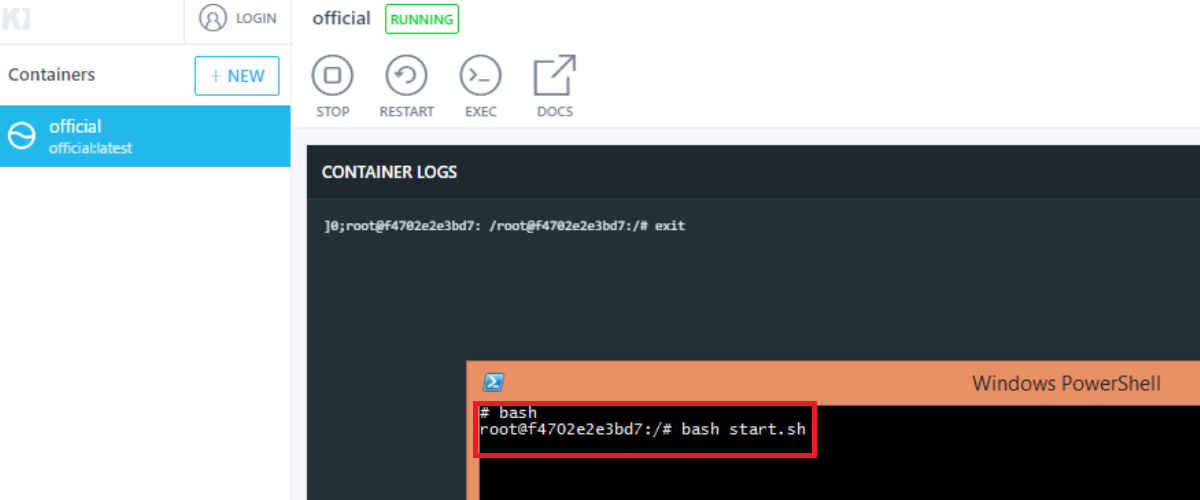 LOGIN
official
RUNNING
Containers
+ NEW
STOP
RESTART
EXEC
DOCS
official
official:latest
CONTAINER LOGS
]0;root@f4702e2e3bd7: /root@f4702e2e3bd7:/# exit
Windows PowerShell
# bash
root@f4702e2e3bd7:/# bash start.sh